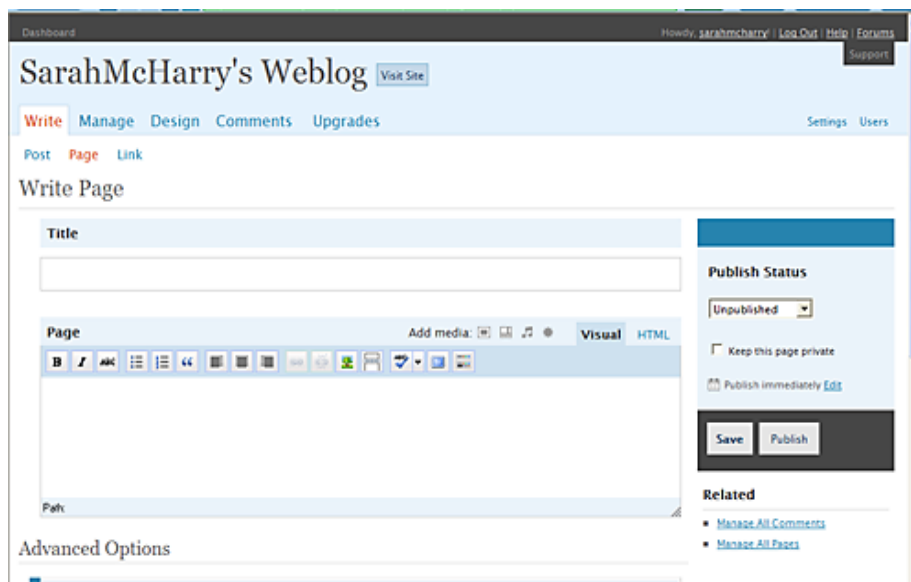 Dashboard
Howdy, sarahmcharry! | Log Out | Help | Forums
Support
SarahMcHarry's Weblog Visit Site
Write Manage Design Comments Upgrades
Settings Users
Post Page Link
Write Page
Title
Page
Add media:
Visual HTML
B I ABC
Path:
Advanced Options
Publish Status
Unpublished
Keep this page private
Publish immediately Edit
Save Publish
Related
Manage All Comments
Manage All Pages